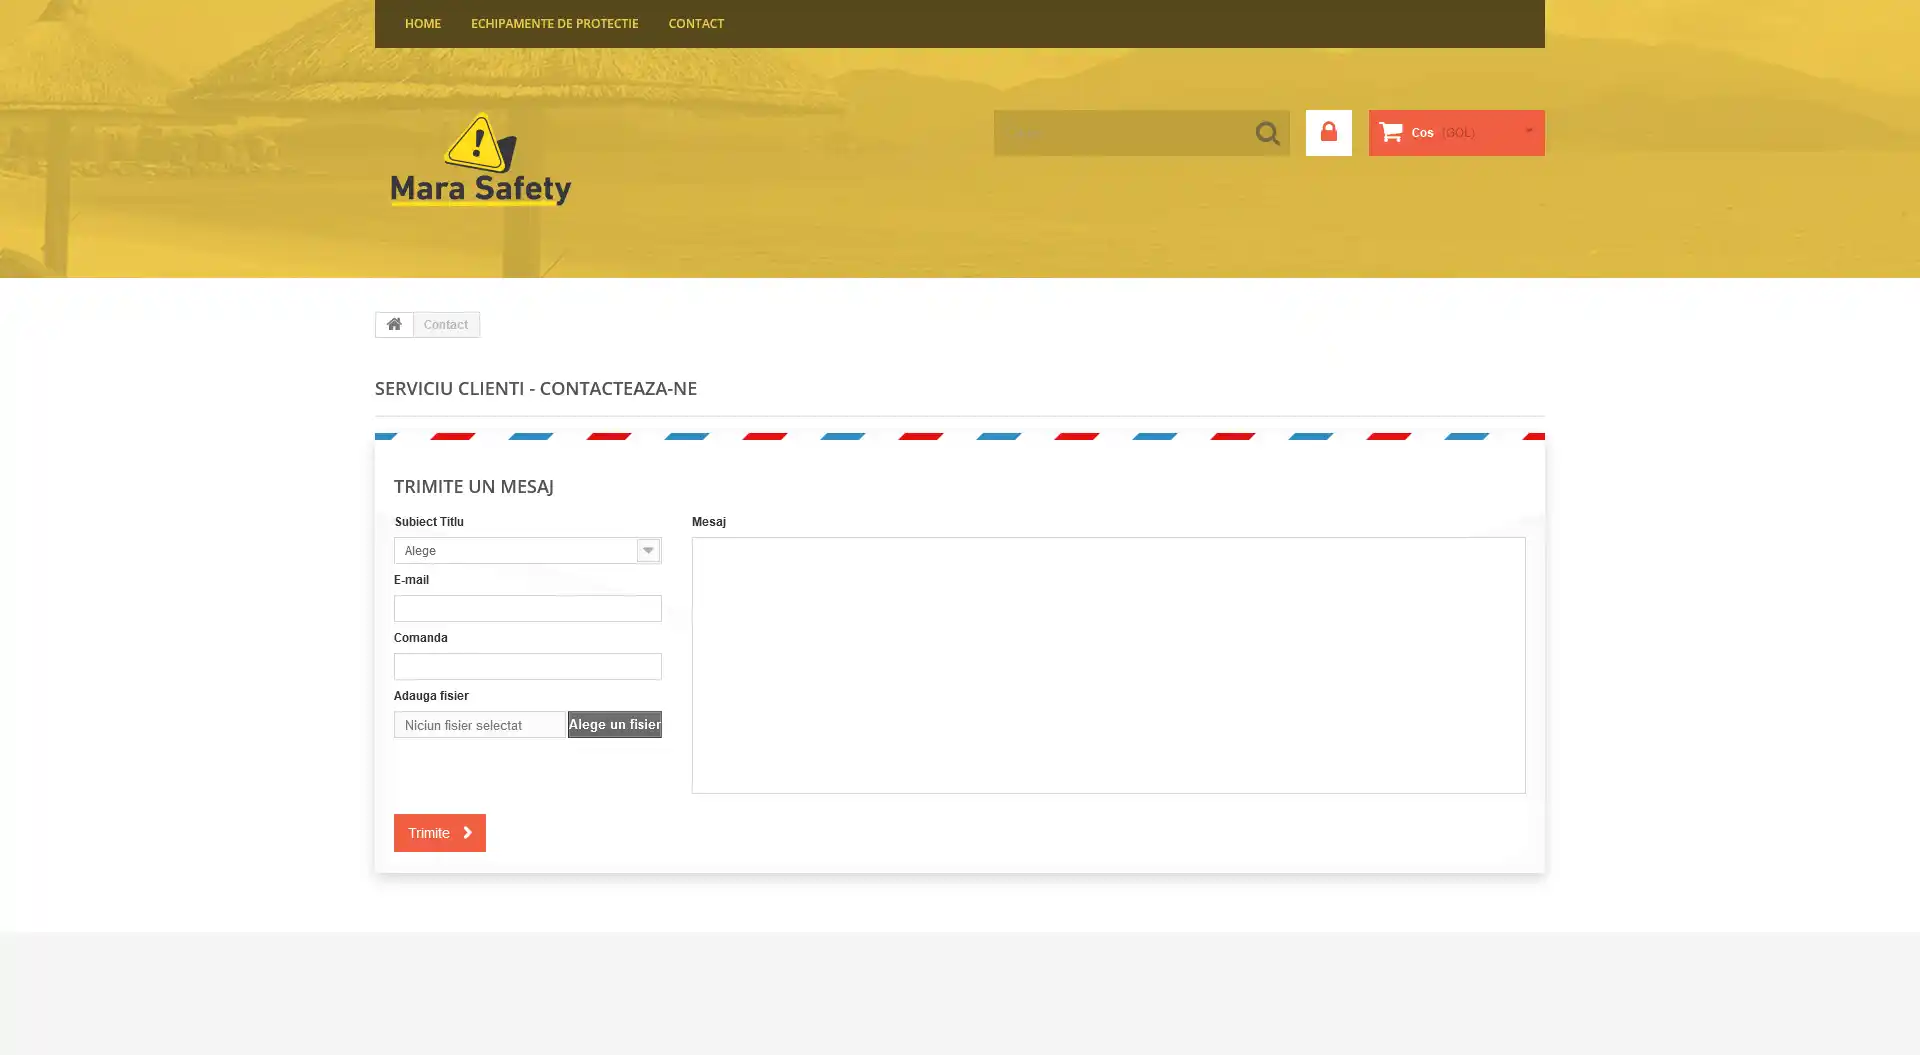 HOME ECHIPAMENTE DE PROTECTIE CONTACT
Mara Safety
Cos (GOL)
Contact
SERVICIU CLIENTI - CONTACTEAZA-NE
TRIMITE UN MESAJ
Subiect Titlu
Mesaj
Alege
E-mail
Comanda
Adauga fisier
Niciun fisier selectat
Alege un fisier
Trimite